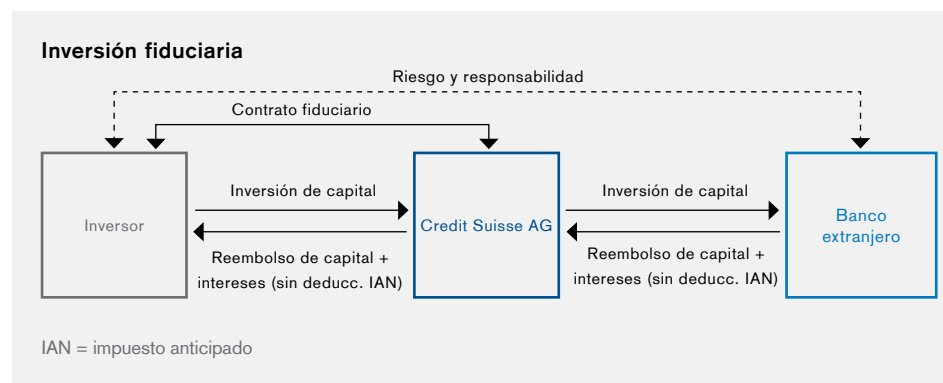 Inversión fiduciaria
Riesgo y responsabilidad
Contrato fiduciario
Inversor
Inversión de capital
Reembolso de capital +
intereses (sin deducc. IAN)
Credit Suisse AG
Inversión de capital
Reembolso de capital +
intereses (sin deducc. IAN)
Banco
extranjero
IAN = impuesto anticipado